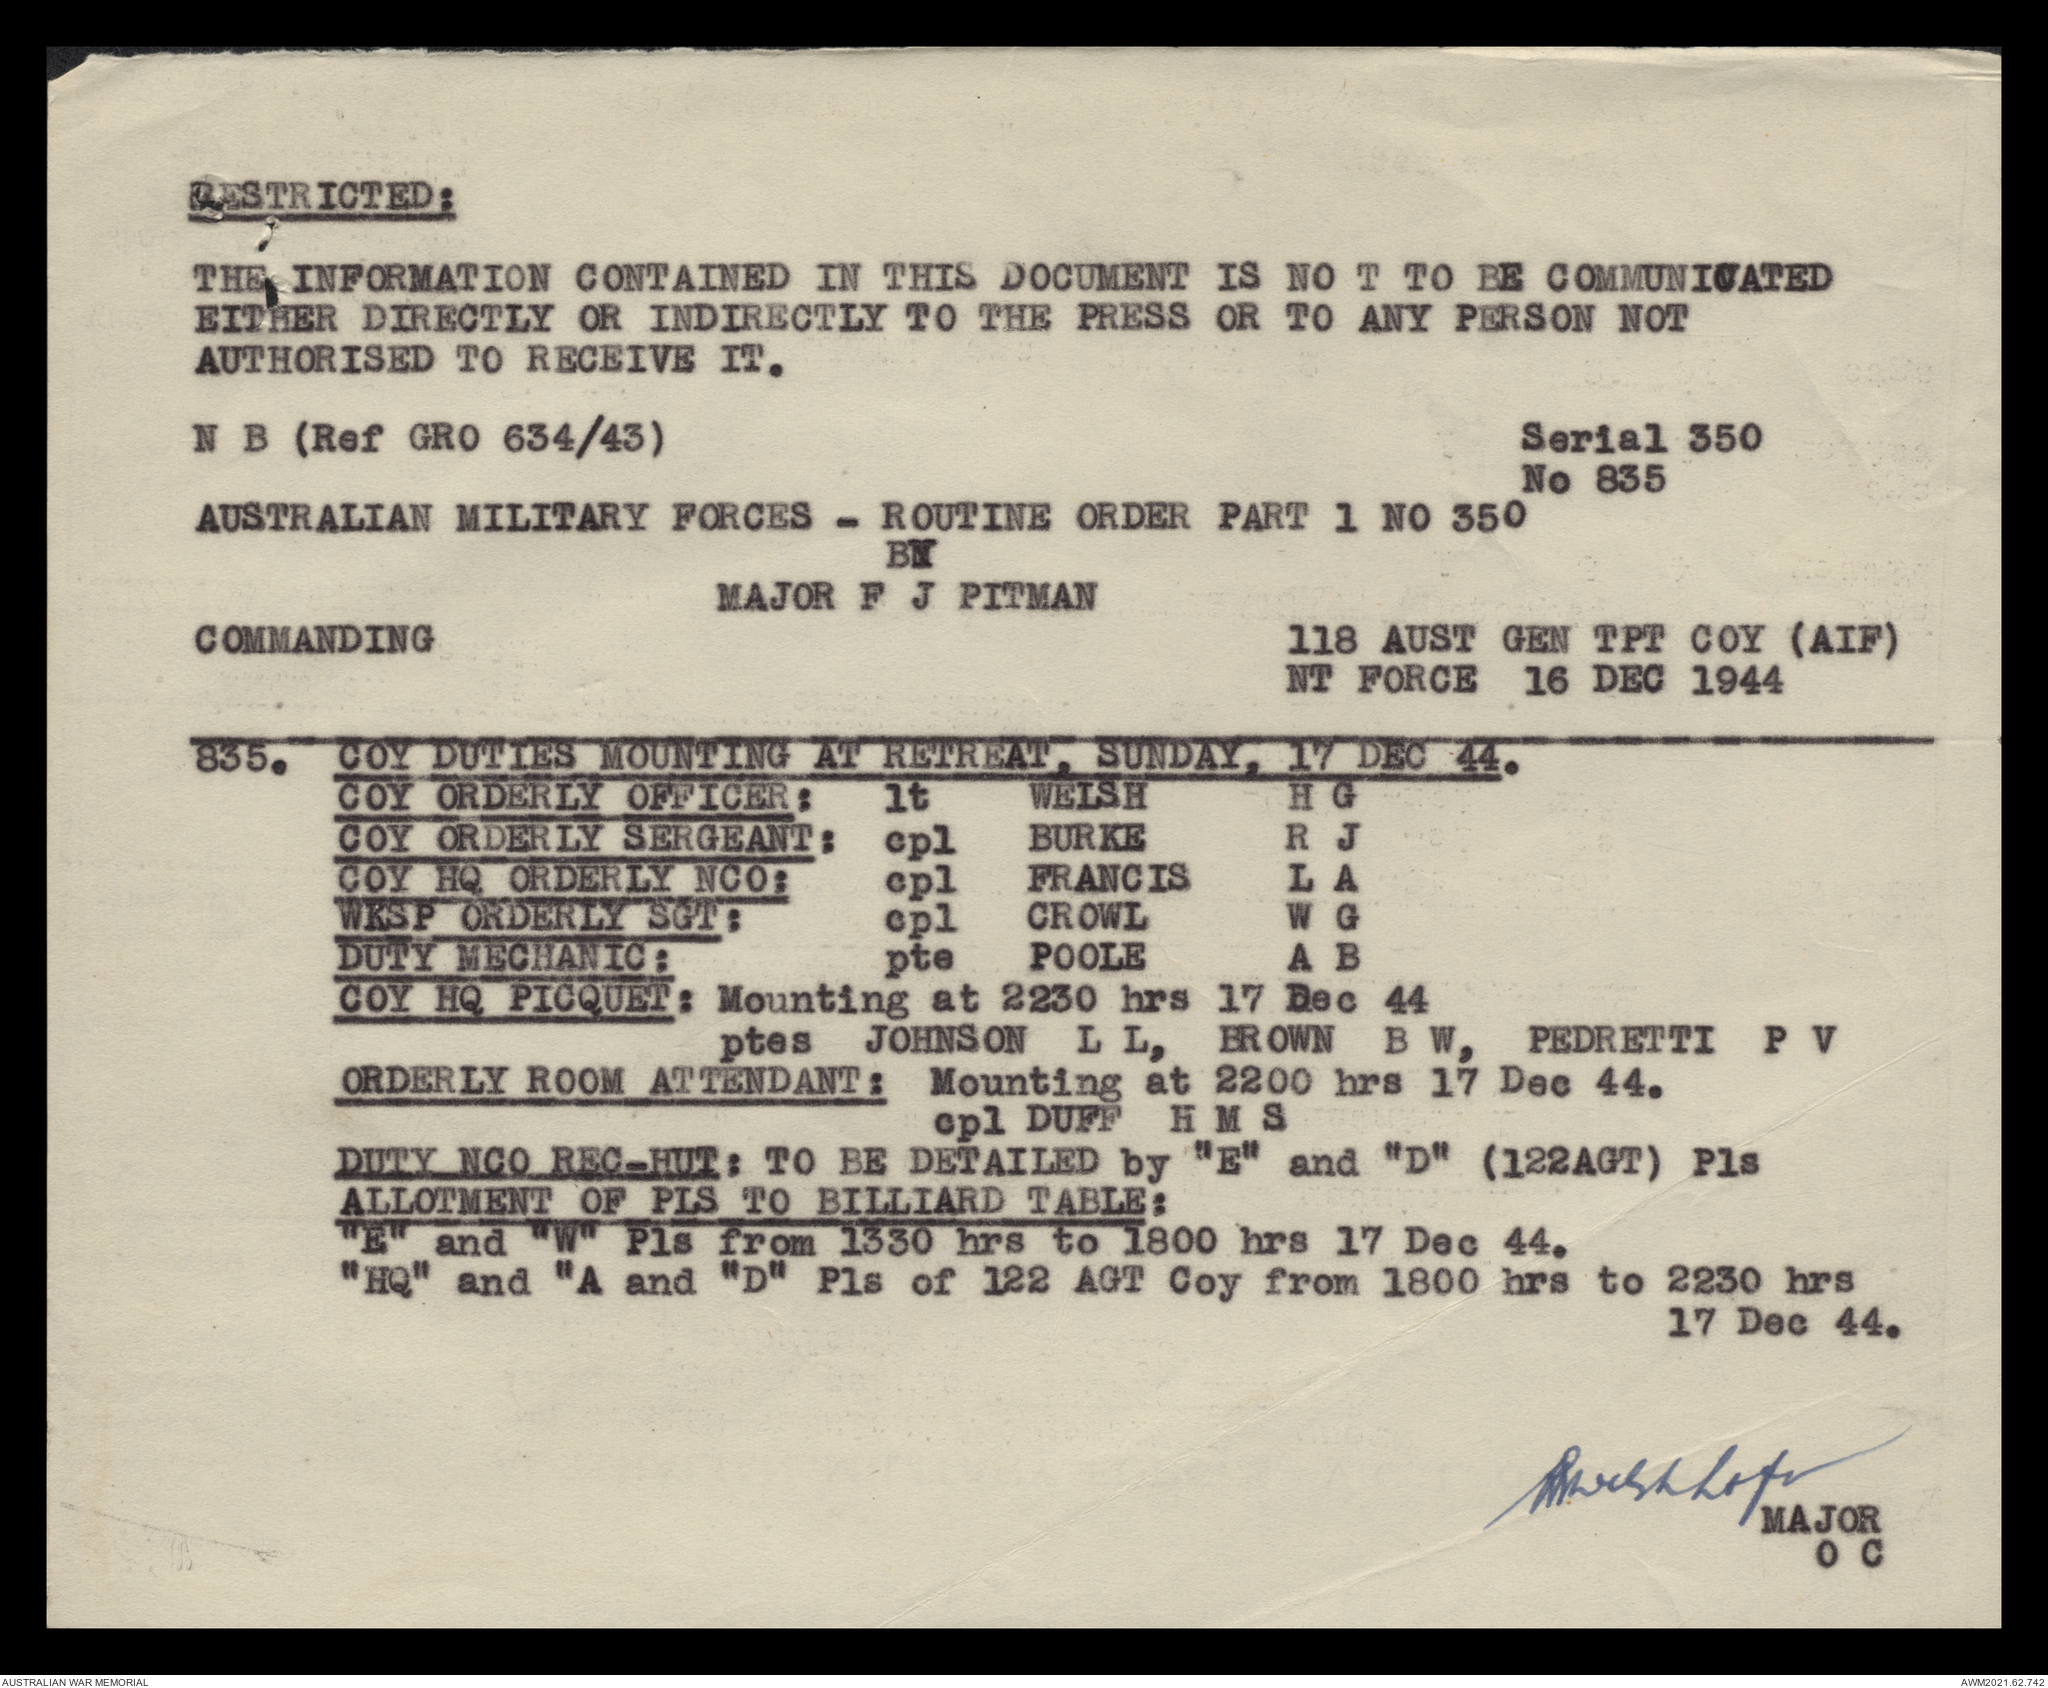 RESTRICTED:
THE INFORMATION CONTAINED IN THIS DOCUMENT IS NO T TO BE COMMUNICATED
EITHER DIRECTLY OR INDIRECTLY TO THE PRESS OR TO ANY PERSON NOT
AUTHORISED TO RECEIVE IT.
N B (Ref GRO 634/43) Serial 350
No 835
AUSTRALIAN MILITARY FORCES - ROUTINE ORDER PART 1 NO 350
BY
MAJOR F J PITMAN
COMMANDING 118 AUST GEN TPT COY (AIF)
NT FORCE 16 DEC 1944
835. COY DUTIES MOUNTING AT RETREAT, SUNDAY, 17 DEC 44.
COY ORDERLY OFFICER: lt WELSH H G
COY ORDERLY SERGEANT: cpl BURKE R J
COY HQ ORDERLY NCO: cpl FRANCIS L A
WKSP ORDERLY SGT: cpl CROWL W G
DUTY MECHANIC: pte POOLE A B
COY HQ PICQUET: Mounting at 2230 hrs 17 Dec 44
ptes JOHNSON L L, BROWN B W, PEDRETTI P V
ORDERLY ROOM ATTENDANT: Mounting at 2200 hrs 17 Dec 44.
cpl DUFF H M S
DUTY NCO REC-HUT: TO BE DETAILED by "E" and "D" (122AGT) Pls
ALLOTMENT OF PLS TO BILLIARD TABLE:
"E" and "W" Pls from 1330 hrs to 1800 hrs 17 Dec 44.
"HQ" and "A and "D" Pls of 122 AGT Coy from 1800 hrs to 2230 hrs
17 Dec 44.
MAJOR
O C
AUSTRALIAN WAR MEMORIAL AWM2021.62.742